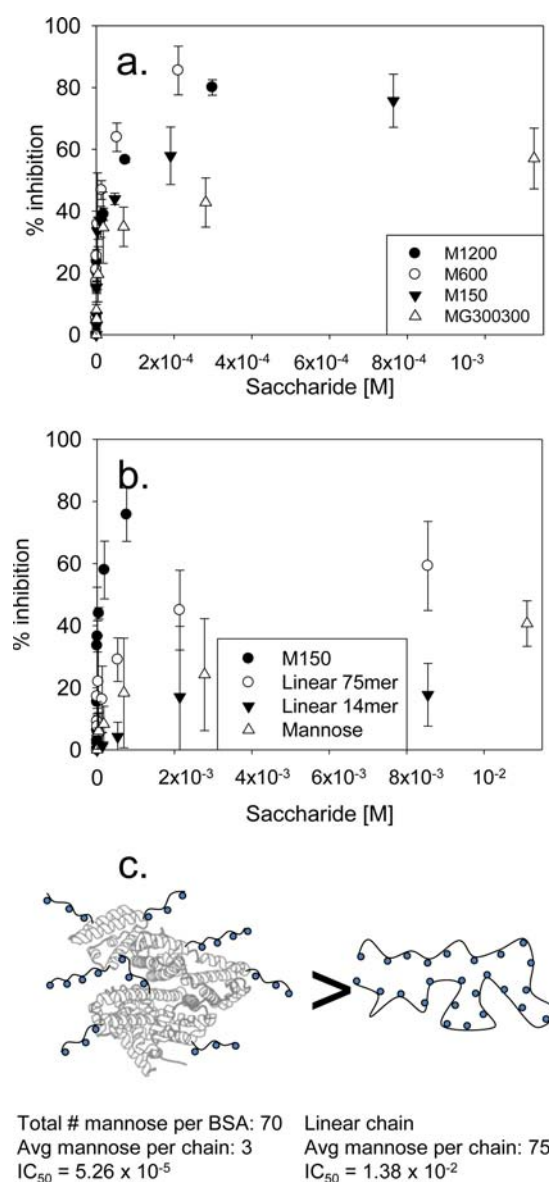 a.
100
80
60
40
20
0
% inhibition
2x10-4
4x10-4
6x10-4
8x10-4
10-3
Saccharide [M]
M1200
M600
M150
MG300300
b.
100
80
60
40
20
0
% inhibition
0
2x10-3
4x10-3
6x10-3
8x10-3
10-2
Saccharide [M]
M150
Linear 75mer
Linear 14mer
Mannose
c.
>
Total # mannose per BSA: 70
Avg mannose per chain: 3
IC50 = 5.26 x 10-5
Linear chain
Avg mannose per chain: 75
IC50 = 1.38 x 10-2